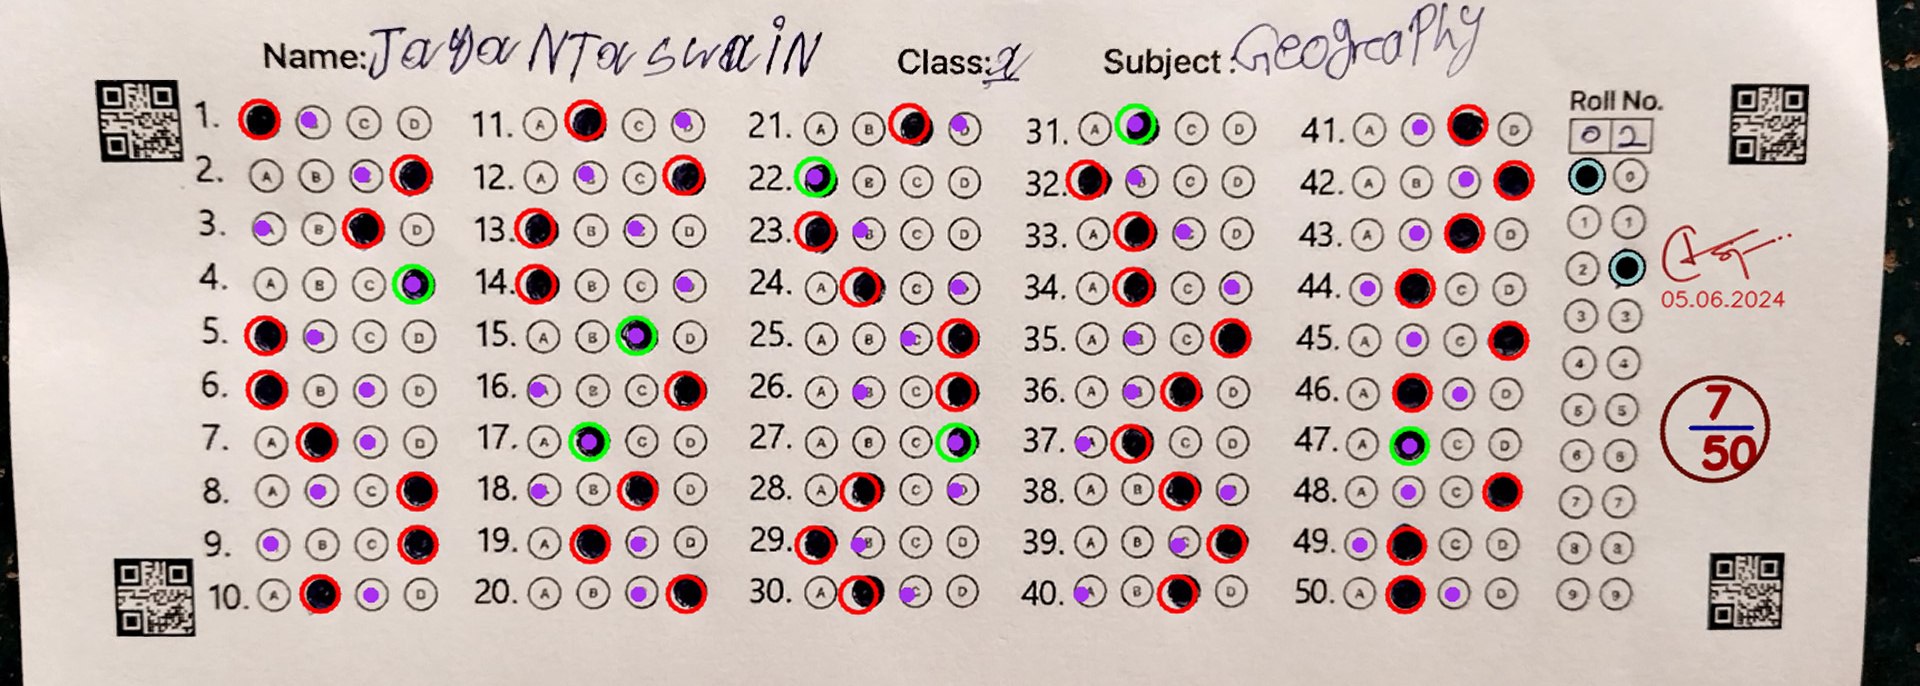 Name: JayaNTa swaiN Class: X Subject: Geography
Roll No.
0 2
1. C D 11. A C 21. A B 31. A C D 41. A D
2. A B 12. A C 22. B C D 32. C D 42. A B 0
3. B D 13. B D 23. C D 33. A D 43. A D 1 1
4. A B C 14. B C 24. A C 34. A C 44. C D 2
05.06.2024
5. C D 15. A B D 25. A B 35. A C 45. A C 3 3
6. B D 16. B C 26. A C 36. A D 46. A D 4 4
7. A D 17. A C D 27. A B C 37. C D 47. A C D 5 5
7
50
8. A C 18. B D 28. A C 38. A B 48. A C 6 6
9. B C 19. A D 29. B C D 39. A B C 49. C D 7 7
10. A D 20. A B 30. A C D 40. A B D 50. A D 8 8
9 9